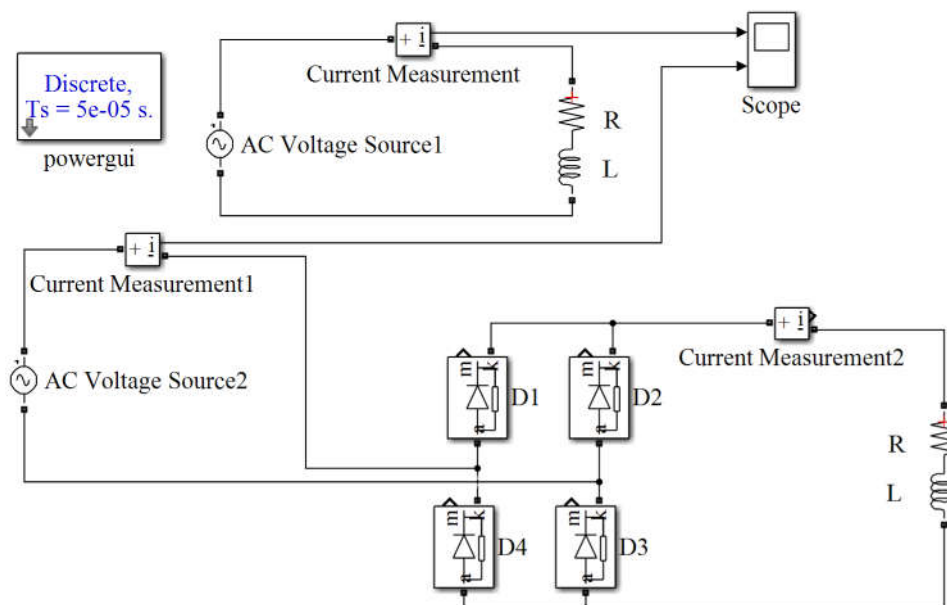 Discrete,
Ts = 5e-05 s.
powergui
+ i
Current Measurement
AC Voltage Source1
R
L
Scope
+ i
Current Measurement1
AC Voltage Source2
+ i
Current Measurement2
m k
a
D1
m k
a
D2
R
L
m k
a
D4
m k
a
D3